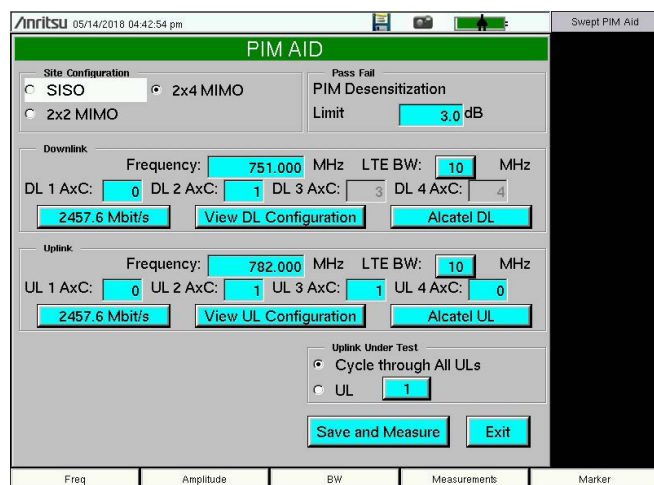 Anritsu 05/14/2018 04:42:54 pm
Swept PIM Aid
PIM AID
Site Configuration
SISO 2x4 MIMO
2x2 MIMO
Pass Fail
PIM Desensitization
Limit 3.0 dB
Downlink
Frequency: 751.000 MHz LTE BW: 10 MHz
DL 1 AxC: 0 DL 2 AxC: 1 DL 3 AxC: 3 DL 4 AxC: 4
2457.6 Mbit/s View DL Configuration Alcatel DL
Uplink
Frequency: 782.000 MHz LTE BW: 10 MHz
UL 1 AxC: 0 UL 2 AxC: 1 UL 3 AxC: 1 UL 4 AxC: 0
2457.6 Mbit/s View UL Configuration Alcatel UL
Uplink Under Test
Cycle through All ULs
UL 1
Save and Measure Exit
Freq Amplitude BW Measurements Marker